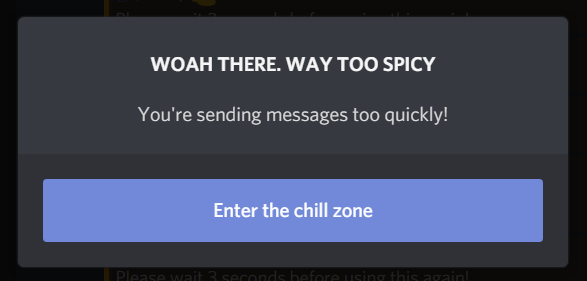 WOAH THERE. WAY TOO SPICY
You're sending messages too quickly!
Enter the chill zone
Please wait 3 seconds before using this again!